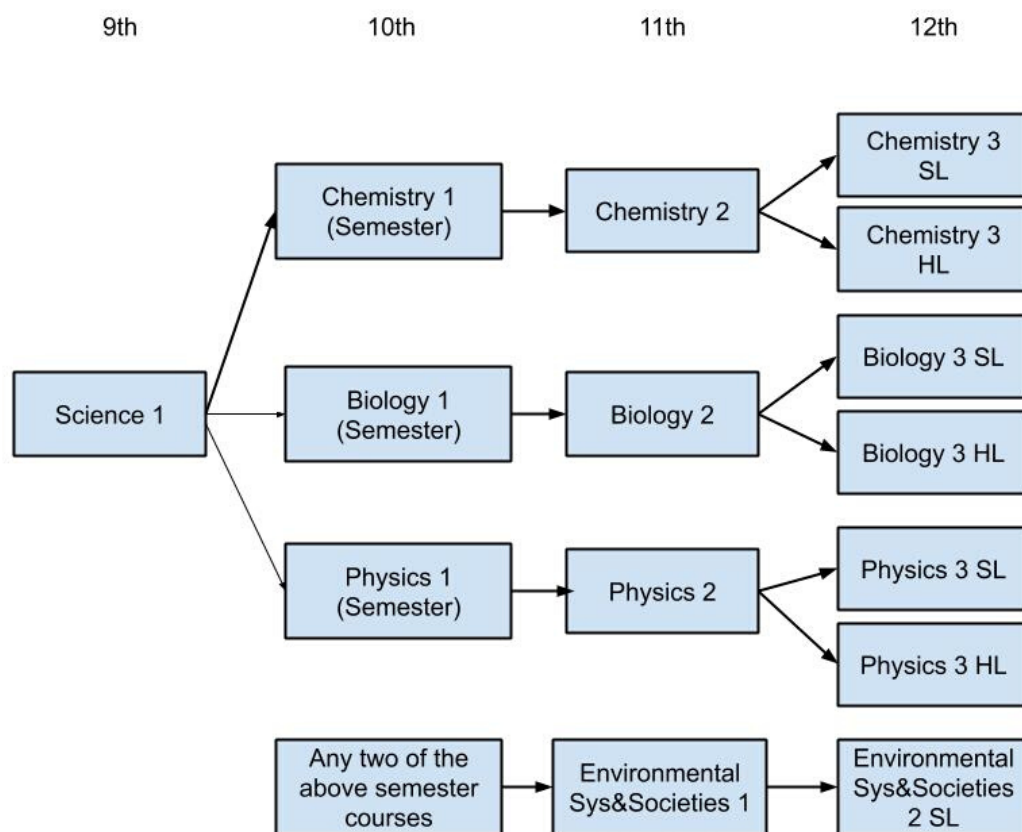 9th
10th
11th
12th
Chemistry 1
(Semester)
Chemistry 2
Chemistry 3
SL
Chemistry 3
HL
Science 1
Biology 1
(Semester)
Biology 2
Biology 3 SL
Biology 3 HL
Physics 1
(Semester)
Physics 2
Physics 3 SL
Physics 3 HL
Any two of the
above semester
courses
Environmental
Sys&Societies 1
Environmental
Sys&Societies
2 SL